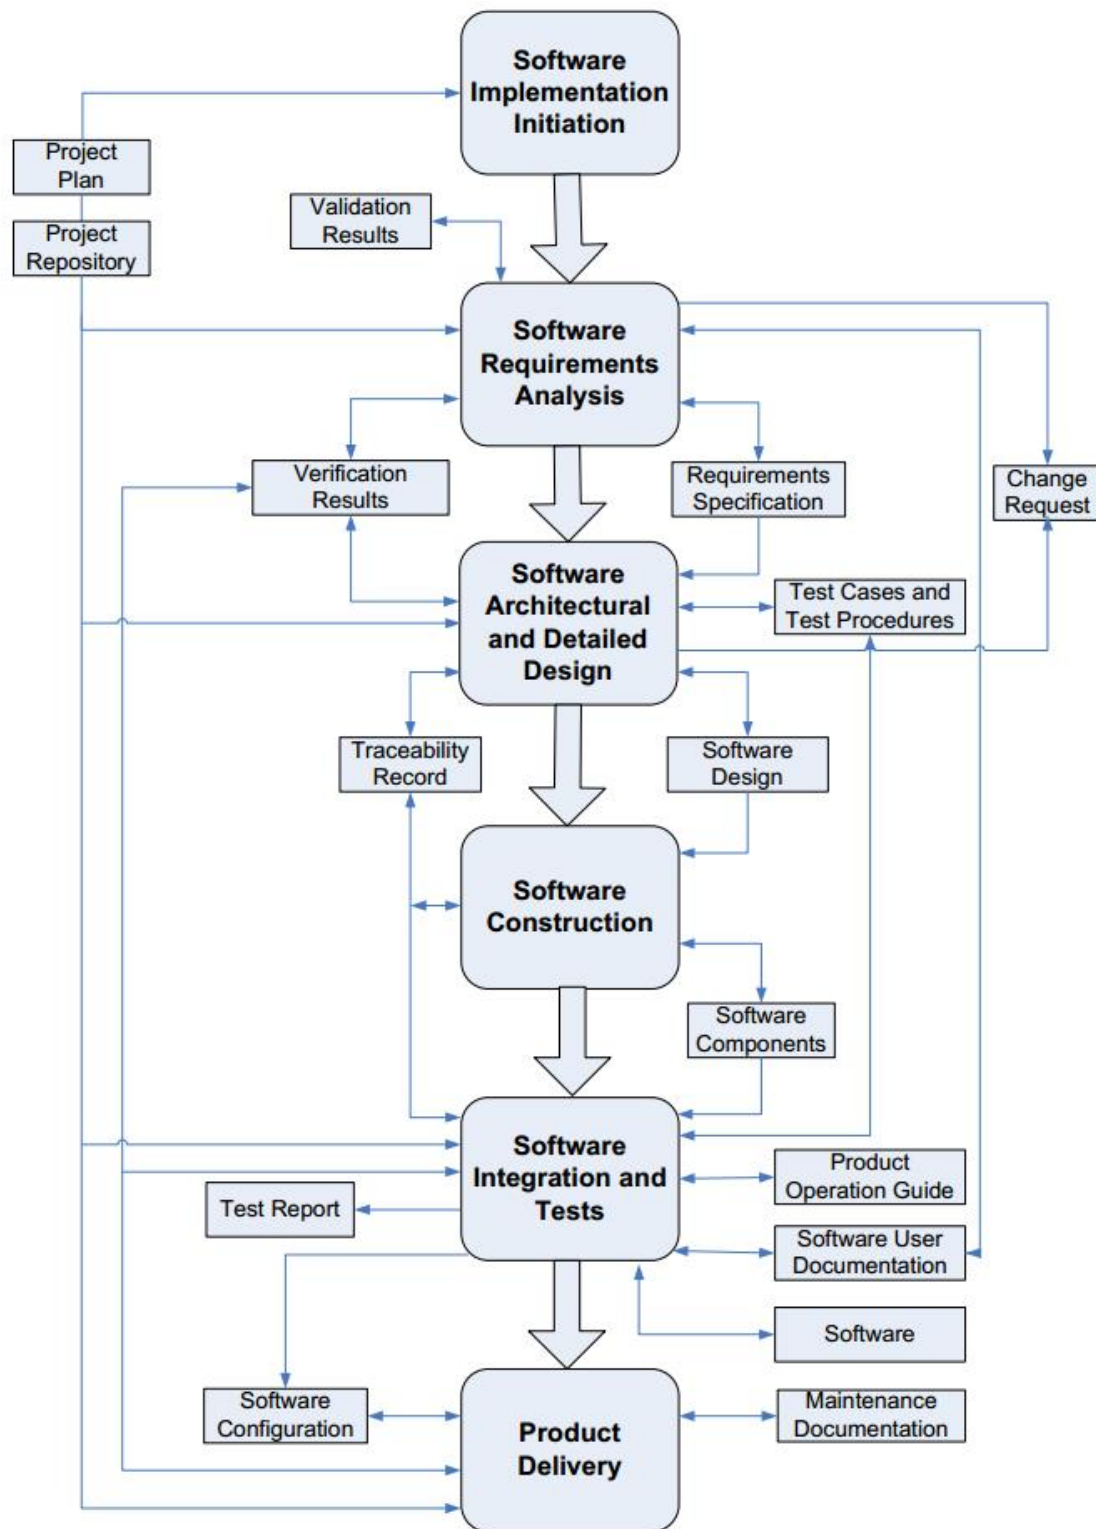 Software
Implementation
Initiation
Project
Plan
Validation
Results
Project
Repository
Software
Requirements
Analysis
Verification
Results
Requirements
Specification
Change
Request
Software
Architectural
and Detailed
Design
Test Cases and
Test Procedures
Traceability
Record
Software
Design
Software
Construction
Software
Components
Software
Integration and
Tests
Product
Operation Guide
Test Report
Software User
Documentation
Software
Software
Configuration
Product
Delivery
Maintenance
Documentation